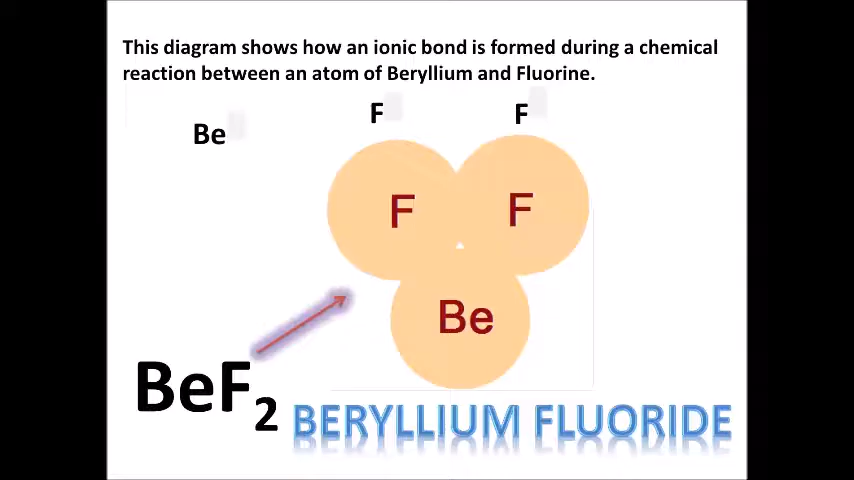 This diagram shows how an ionic bond is formed during a chemical
reaction between an atom of Beryllium and Fluorine.
Be
F
F
F
F
Be
BeF₂
BERYLLIUM FLUORIDE